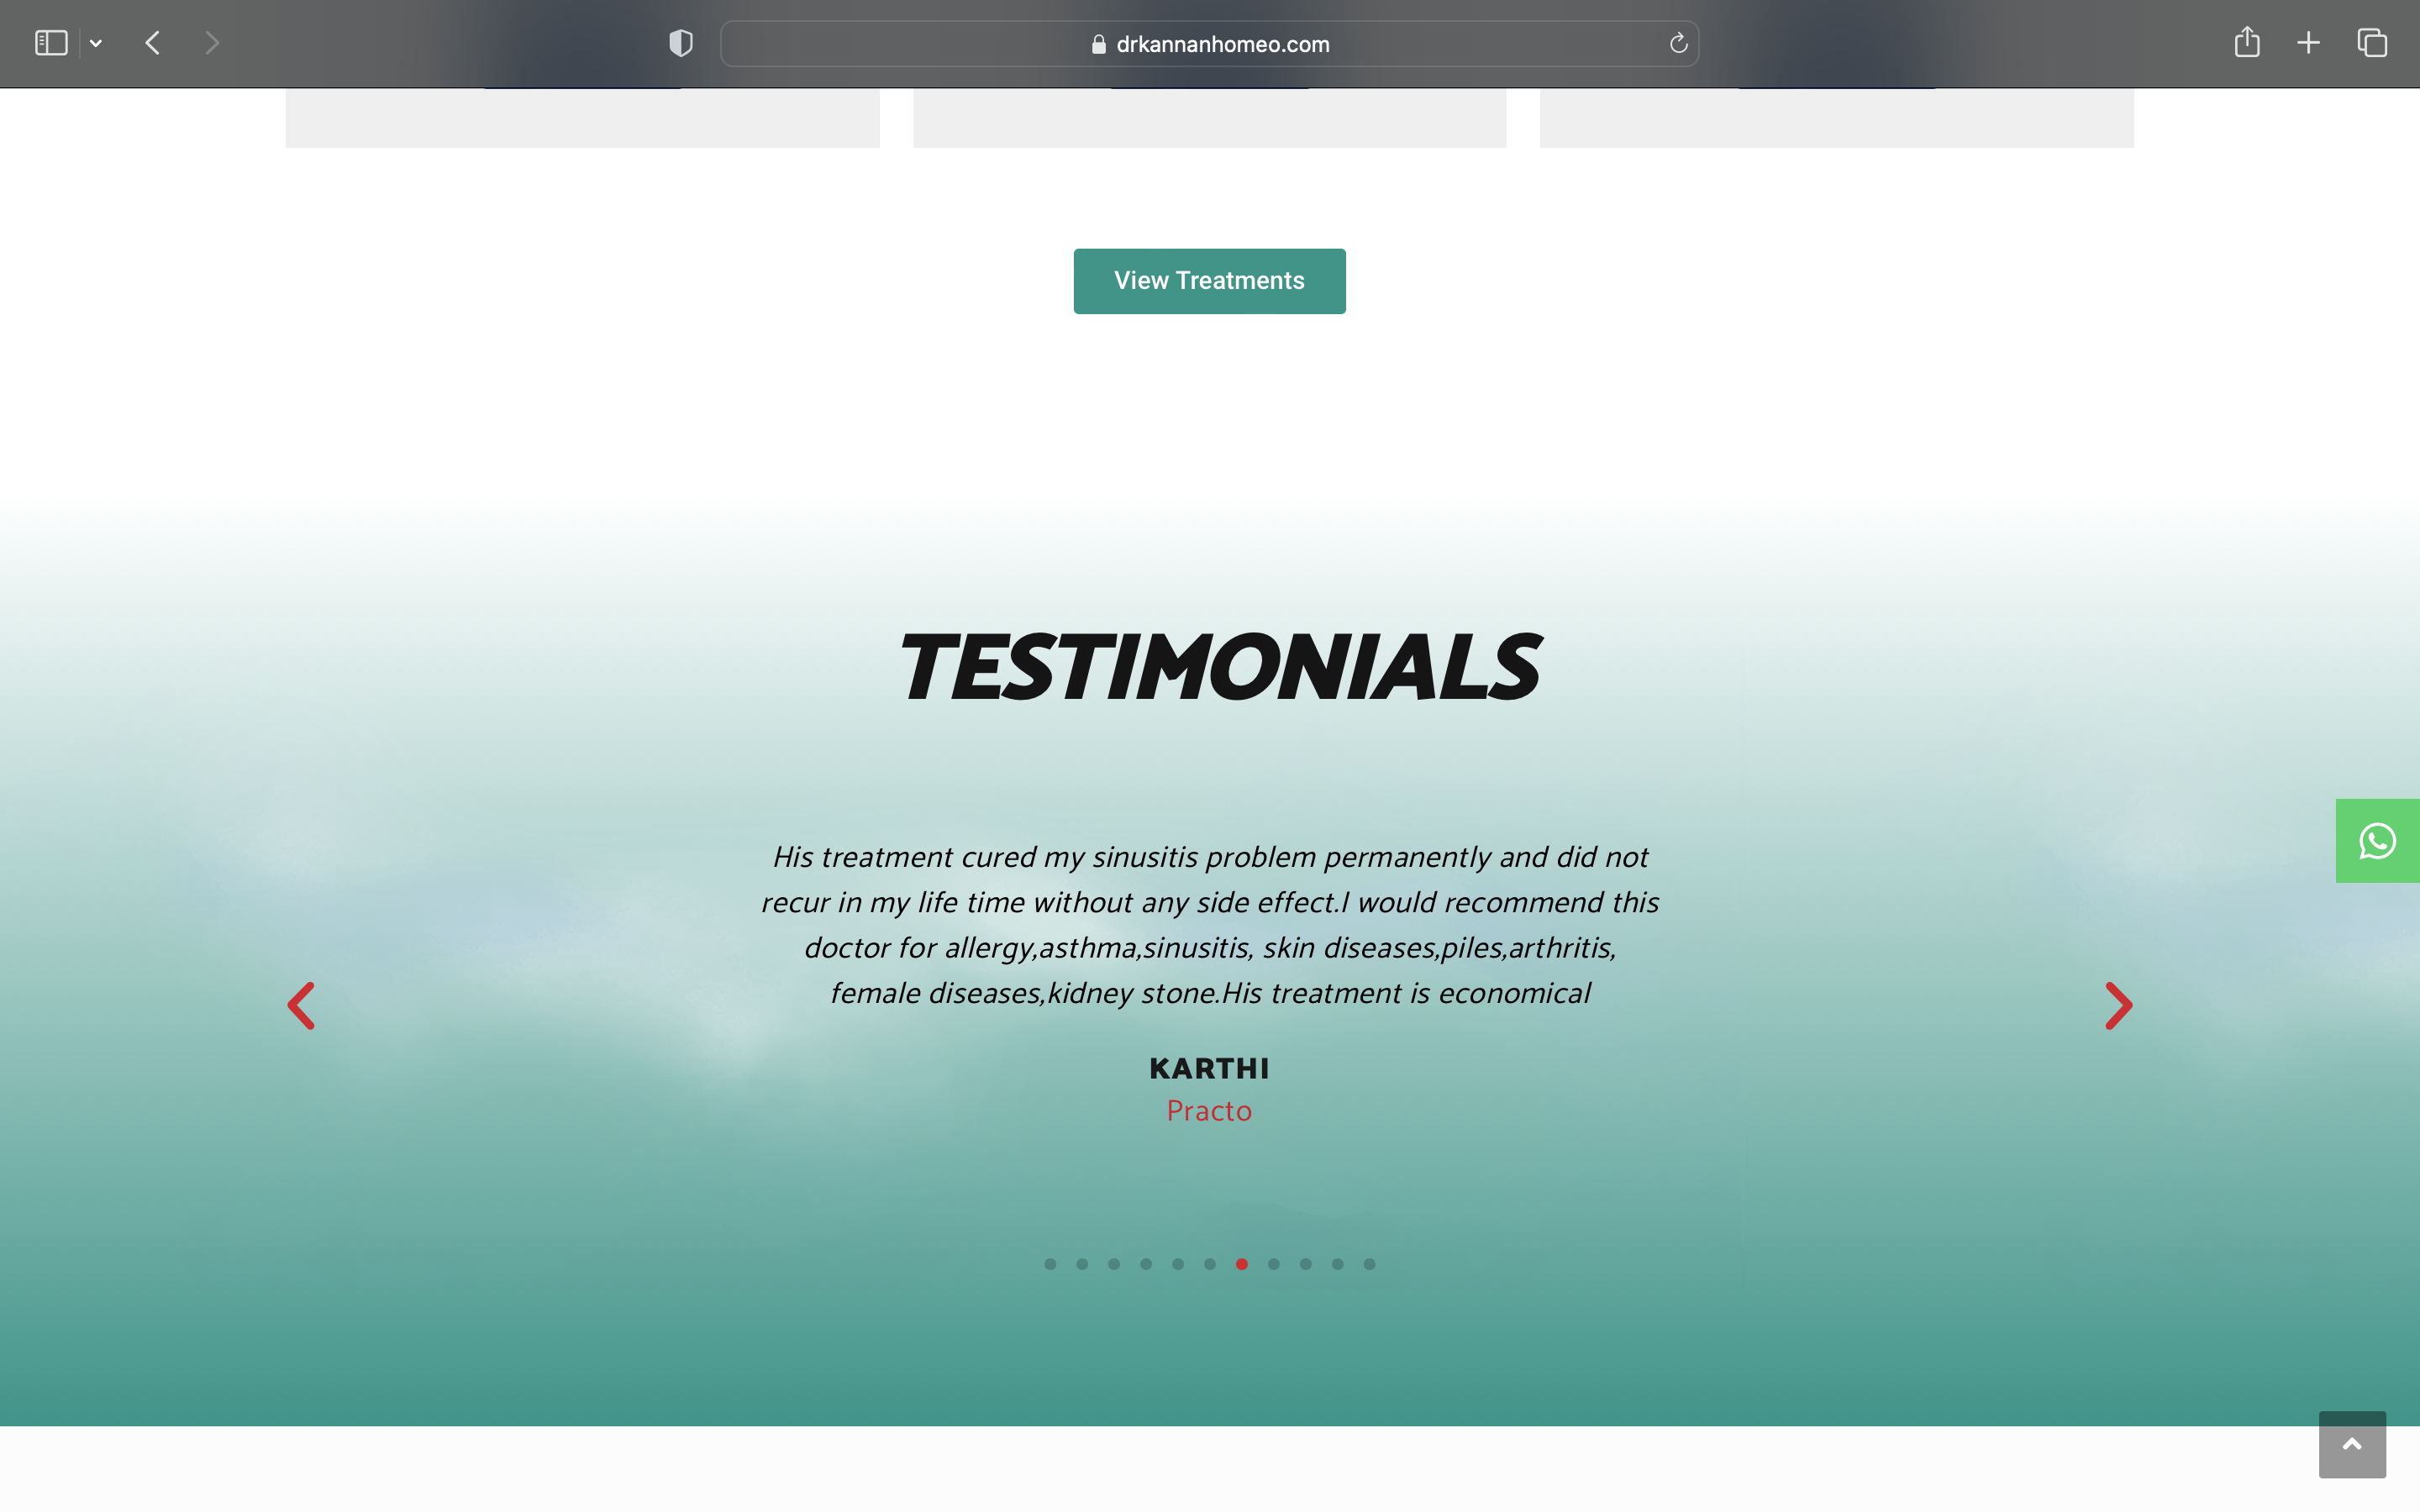 drkannanhomeo.com
View Treatments
TESTIMONIALS
His treatment cured my sinusitis problem permanently and did not
recur in my life time without any side effect.I would recommend this
doctor for allergy,asthma,sinusitis, skin diseases,piles,arthritis,
female diseases,kidney stone.His treatment is economical
KARTHI
Practo